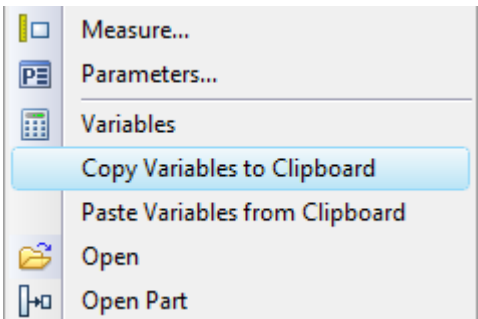 Measure...
Parameters...
Variables
Copy Variables to Clipboard
Paste Variables from Clipboard
Open
Open Part